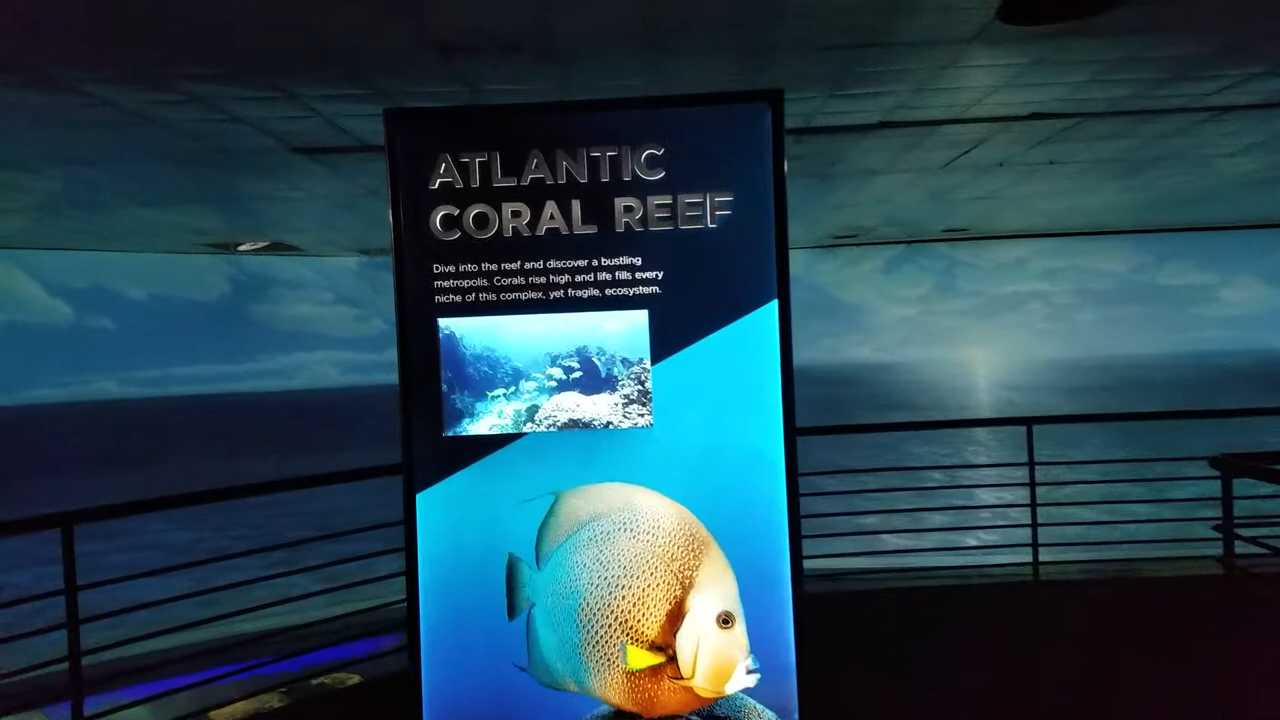 ATLANTIC
CORAL REEF
Dive into the reef and discover a bustling
metropolis. Corals rise high and life fills every
niche of this complex, yet fragile, ecosystem.